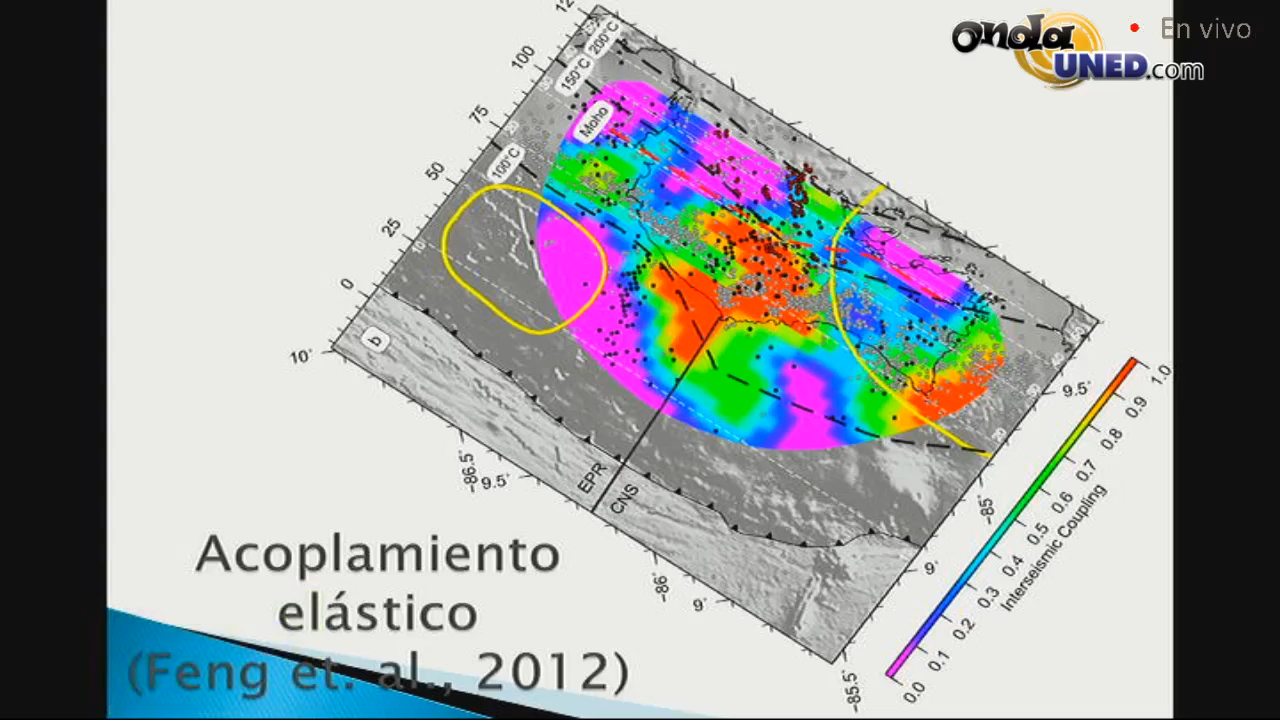 onda
UNED.com
En vivo
100
75
50
25
0
200°C
150°C
Moho
100°C
b
10°
-86.5°
9.5°
EPR
CNS
-86°
9°
-85.5°
9°
-85°
9.5°
0.0
0.1
0.2
0.3
0.4
0.5
0.6
0.7
0.8
0.9
1.0
Interseismic Coupling
Acoplamiento
elástico
(Feng et. al., 2012)